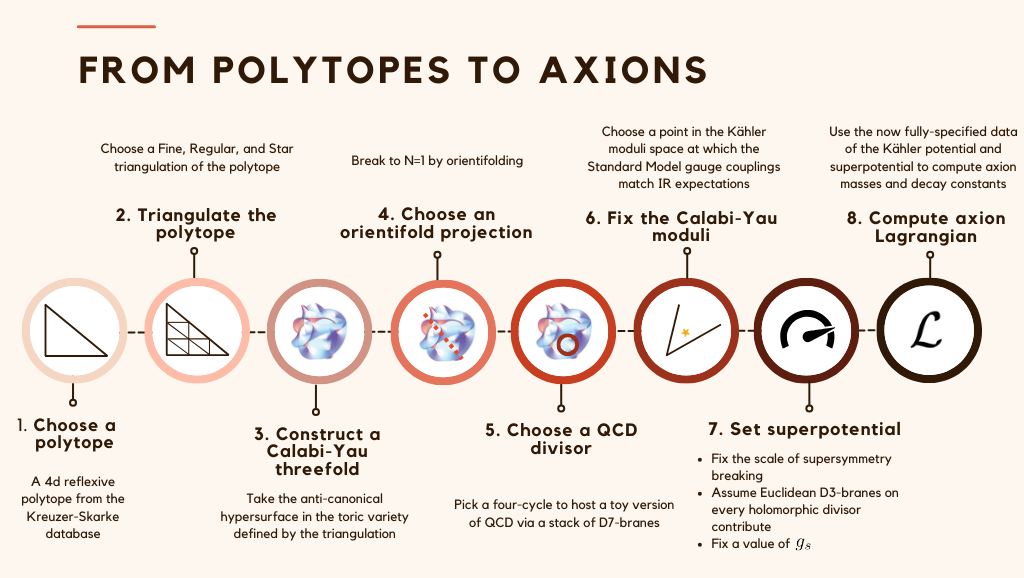 FROM POLYTOPES TO AXIONS
1. Choose a
polytope
A 4d reflexive
polytope from the
Kreuzer-Skarke
database
Choose a Fine, Regular, and Star
triangulation of the polytope
2. Triangulate the
polytope
3. Construct a
Calabi-Yau
threefold
Take the anti-canonical
hypersurface in the toric variety
defined by the triangulation
Break to N=1 by orientifolding
4. Choose an
orientifold projection
5. Choose a QCD
divisor
Pick a four-cycle to host a toy version
of QCD via a stack of D7-branes
Choose a point in the Kähler
moduli space at which the
Standard Model gauge couplings
match IR expectations
6. Fix the Calabi-Yau
moduli
7. Set superpotential
• Fix the scale of supersymmetry
breaking
• Assume Euclidean D3-branes on
every holomorphic divisor
contribute
• Fix a value of gₛ
Use the now fully-specified data
of the Kähler potential and
superpotential to compute axion
masses and decay constants
8. Compute axion
Lagrangian
ℒ